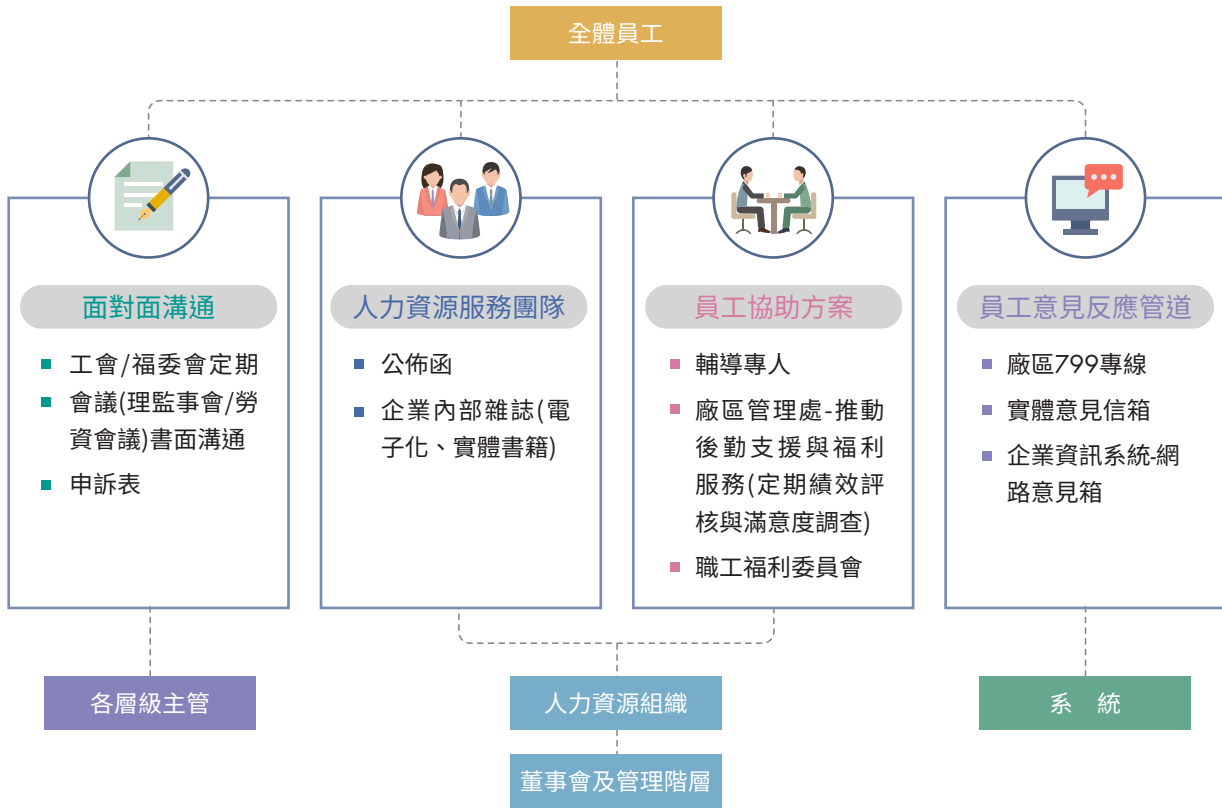 全體員工
面對面溝通
工會/福委會定期
會議(理監事會/勞
資會議)書面溝通
申訴表
人力資源服務團隊
公佈函
企業內部雜誌(電
子化、實體書籍)
員工協助方案
輔導專人
廠區管理處-推動
後勤支援與福利
服務(定期績效評
核與滿意度調查)
職工福利委員會
員工意見反應管道
廠區799專線
實體意見信箱
企業資訊系統-網
路意見箱
各層級主管
人力資源組織
系 統
董事會及管理階層